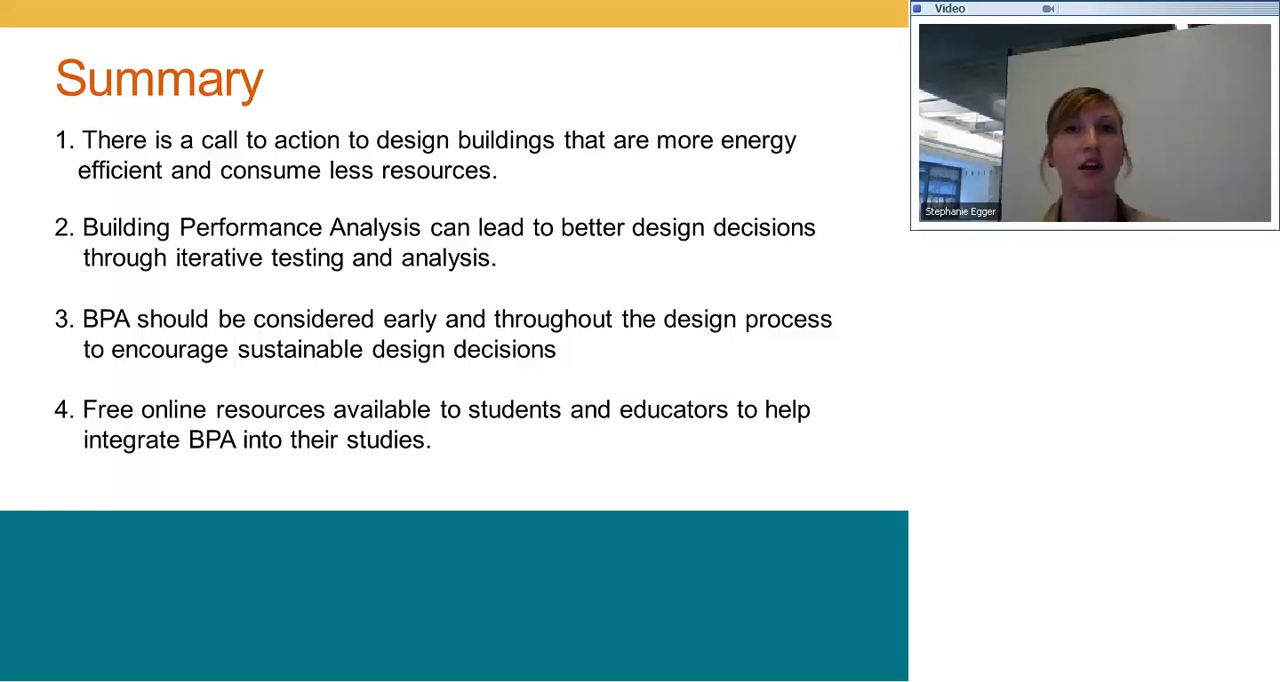 Video
Summary
1. There is a call to action to design buildings that are more energy
efficient and consume less resources.
2. Building Performance Analysis can lead to better design decisions
through iterative testing and analysis.
3. BPA should be considered early and throughout the design process
to encourage sustainable design decisions
4. Free online resources available to students and educators to help
integrate BPA into their studies.
Stephanie Egger